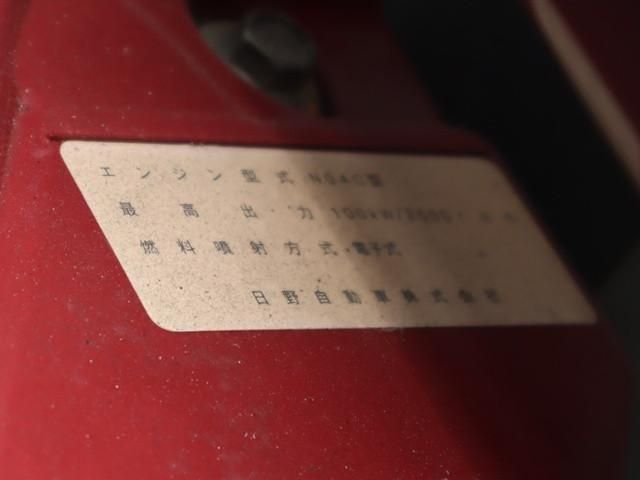 エンジン型式 N04C型
最高出力 100kW/2500
燃料噴射方式・電子式
日野自動車株式会社